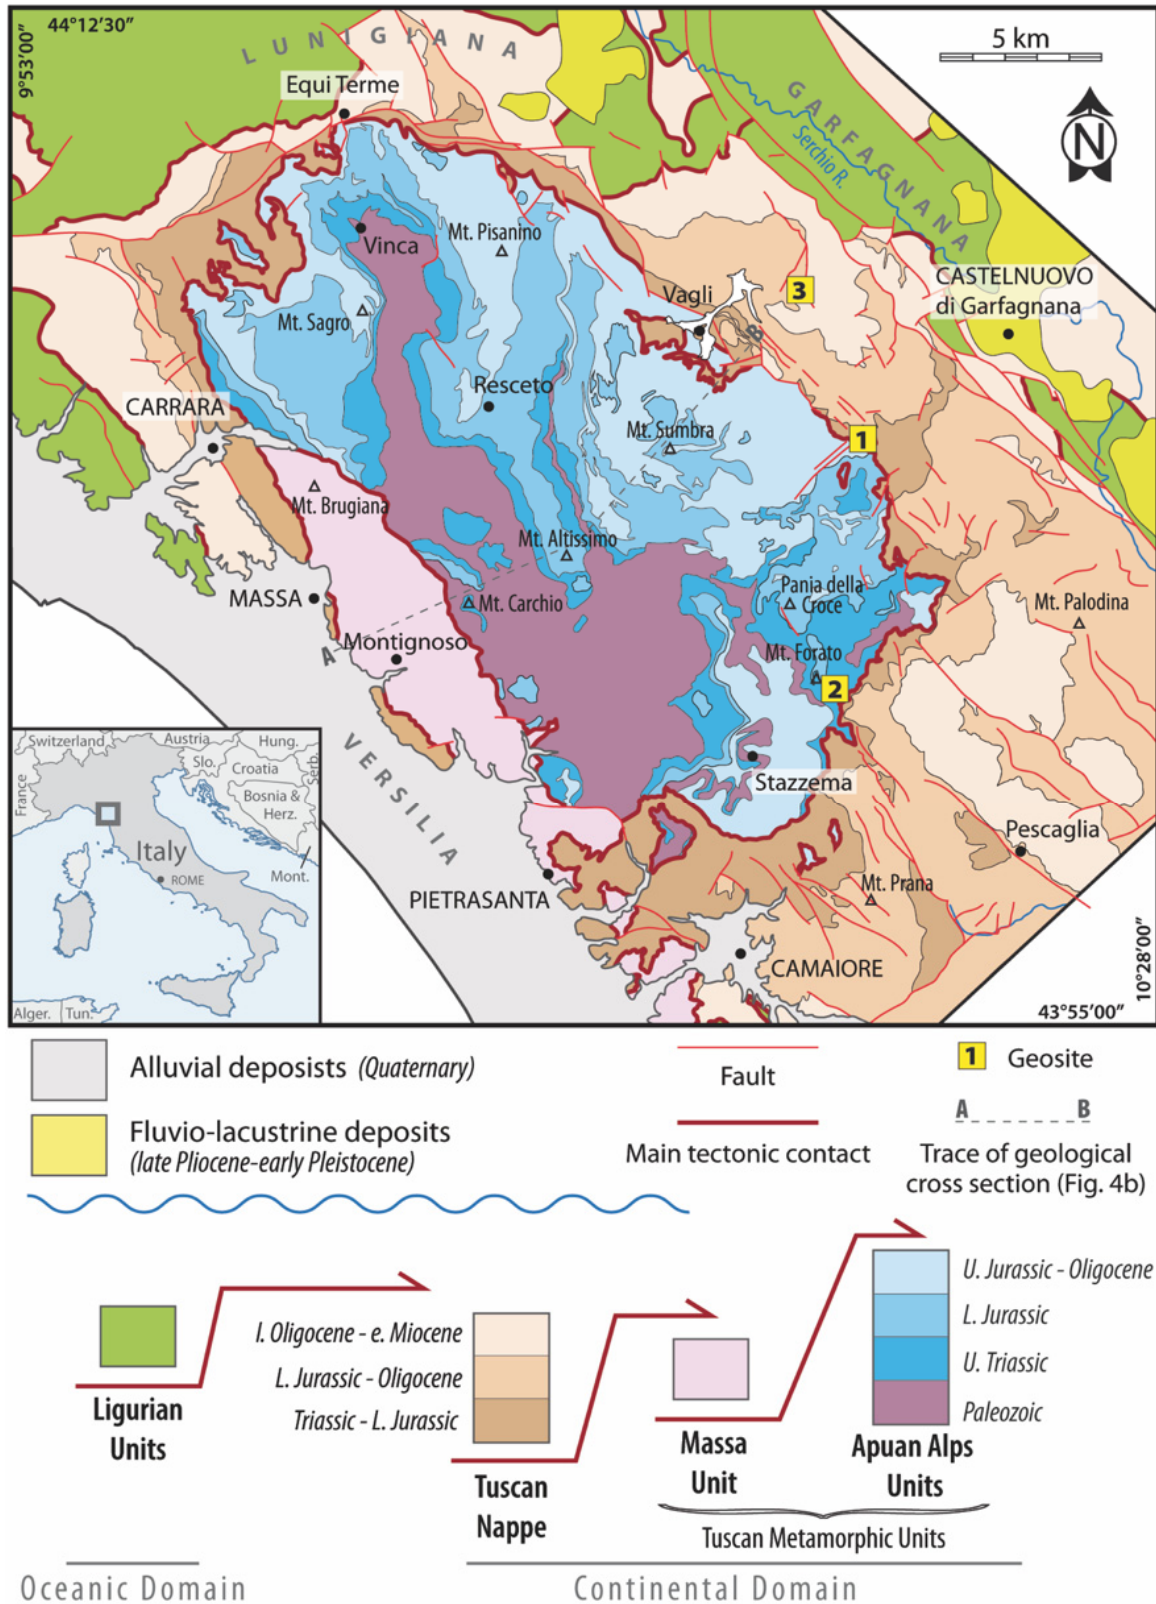 44°12'30"
9°53'00"
LUNIGIANA
5 km
Equi Terme
GARFAGNANA
Serchio R.
N
Vinca
Mt. Pisanino
Vagli
3
CASTELNUOVO
di Garfagnana
Mt. Sagro
B
Resceto
CARRARA
Mt. Sumbra
1
Mt. Brugiana
Mt. Altissimo
MASSA
Mt. Carchio
Pania della
Croce
Mt. Palodina
A
Montignoso
Mt. Forato
2
VERSILIA
Stazzema
Pescaglia
PIETRASANTA
Mt. Prana
CAMAIORE
10°28'00"
43°55'00"
Switzerland
Austria
Hung.
Slo.
Croatia
Serb.
France
Bosnia &
Herz.
Italy
ROME
Mont.
Alger.
Tun.
Alluvial deposists (Quaternary)
Fluvio-lacustrine deposits
(late Pliocene-early Pleistocene)
Fault
Main tectonic contact
1 Geosite
A B
Trace of geological
cross section (Fig. 4b)
Ligurian
Units
l. Oligocene - e. Miocene
L. Jurassic - Oligocene
Triassic - L. Jurassic
Tuscan
Nappe
Massa
Unit
U. Jurassic - Oligocene
L. Jurassic
U. Triassic
Paleozoic
Apuan Alps
Units
Tuscan Metamorphic Units
Oceanic Domain
Continental Domain